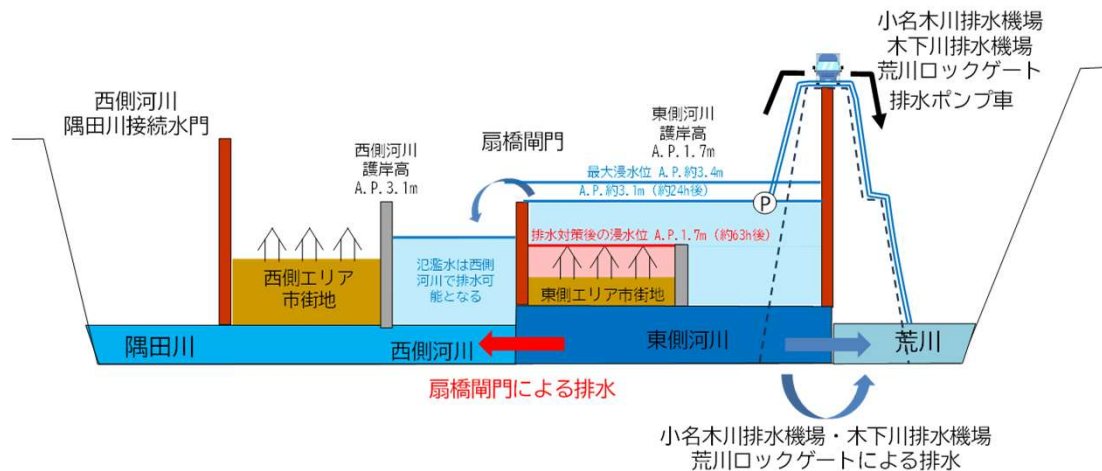 小名木川排水機場
木下川排水機場
荒川ロックゲート
排水ポンプ車
西側河川
隅田川接続水門
西側河川
護岸高
A.P.3.1m
扇橋閘門
東側河川
護岸高
A.P.1.7m
最大浸水位 A.P.約3.4m
A.P.約3.1m（約24h後）
P
排水対策後の浸水位 A.P.1.7m（約63h後）
西側エリア
市街地
氾濫水は西側
河川で排水可
能となる
東側エリア市街地
隅田川
西側河川
東側河川
荒川
扇橋閘門による排水
小名木川排水機場・木下川排水機場
荒川ロックゲートによる排水